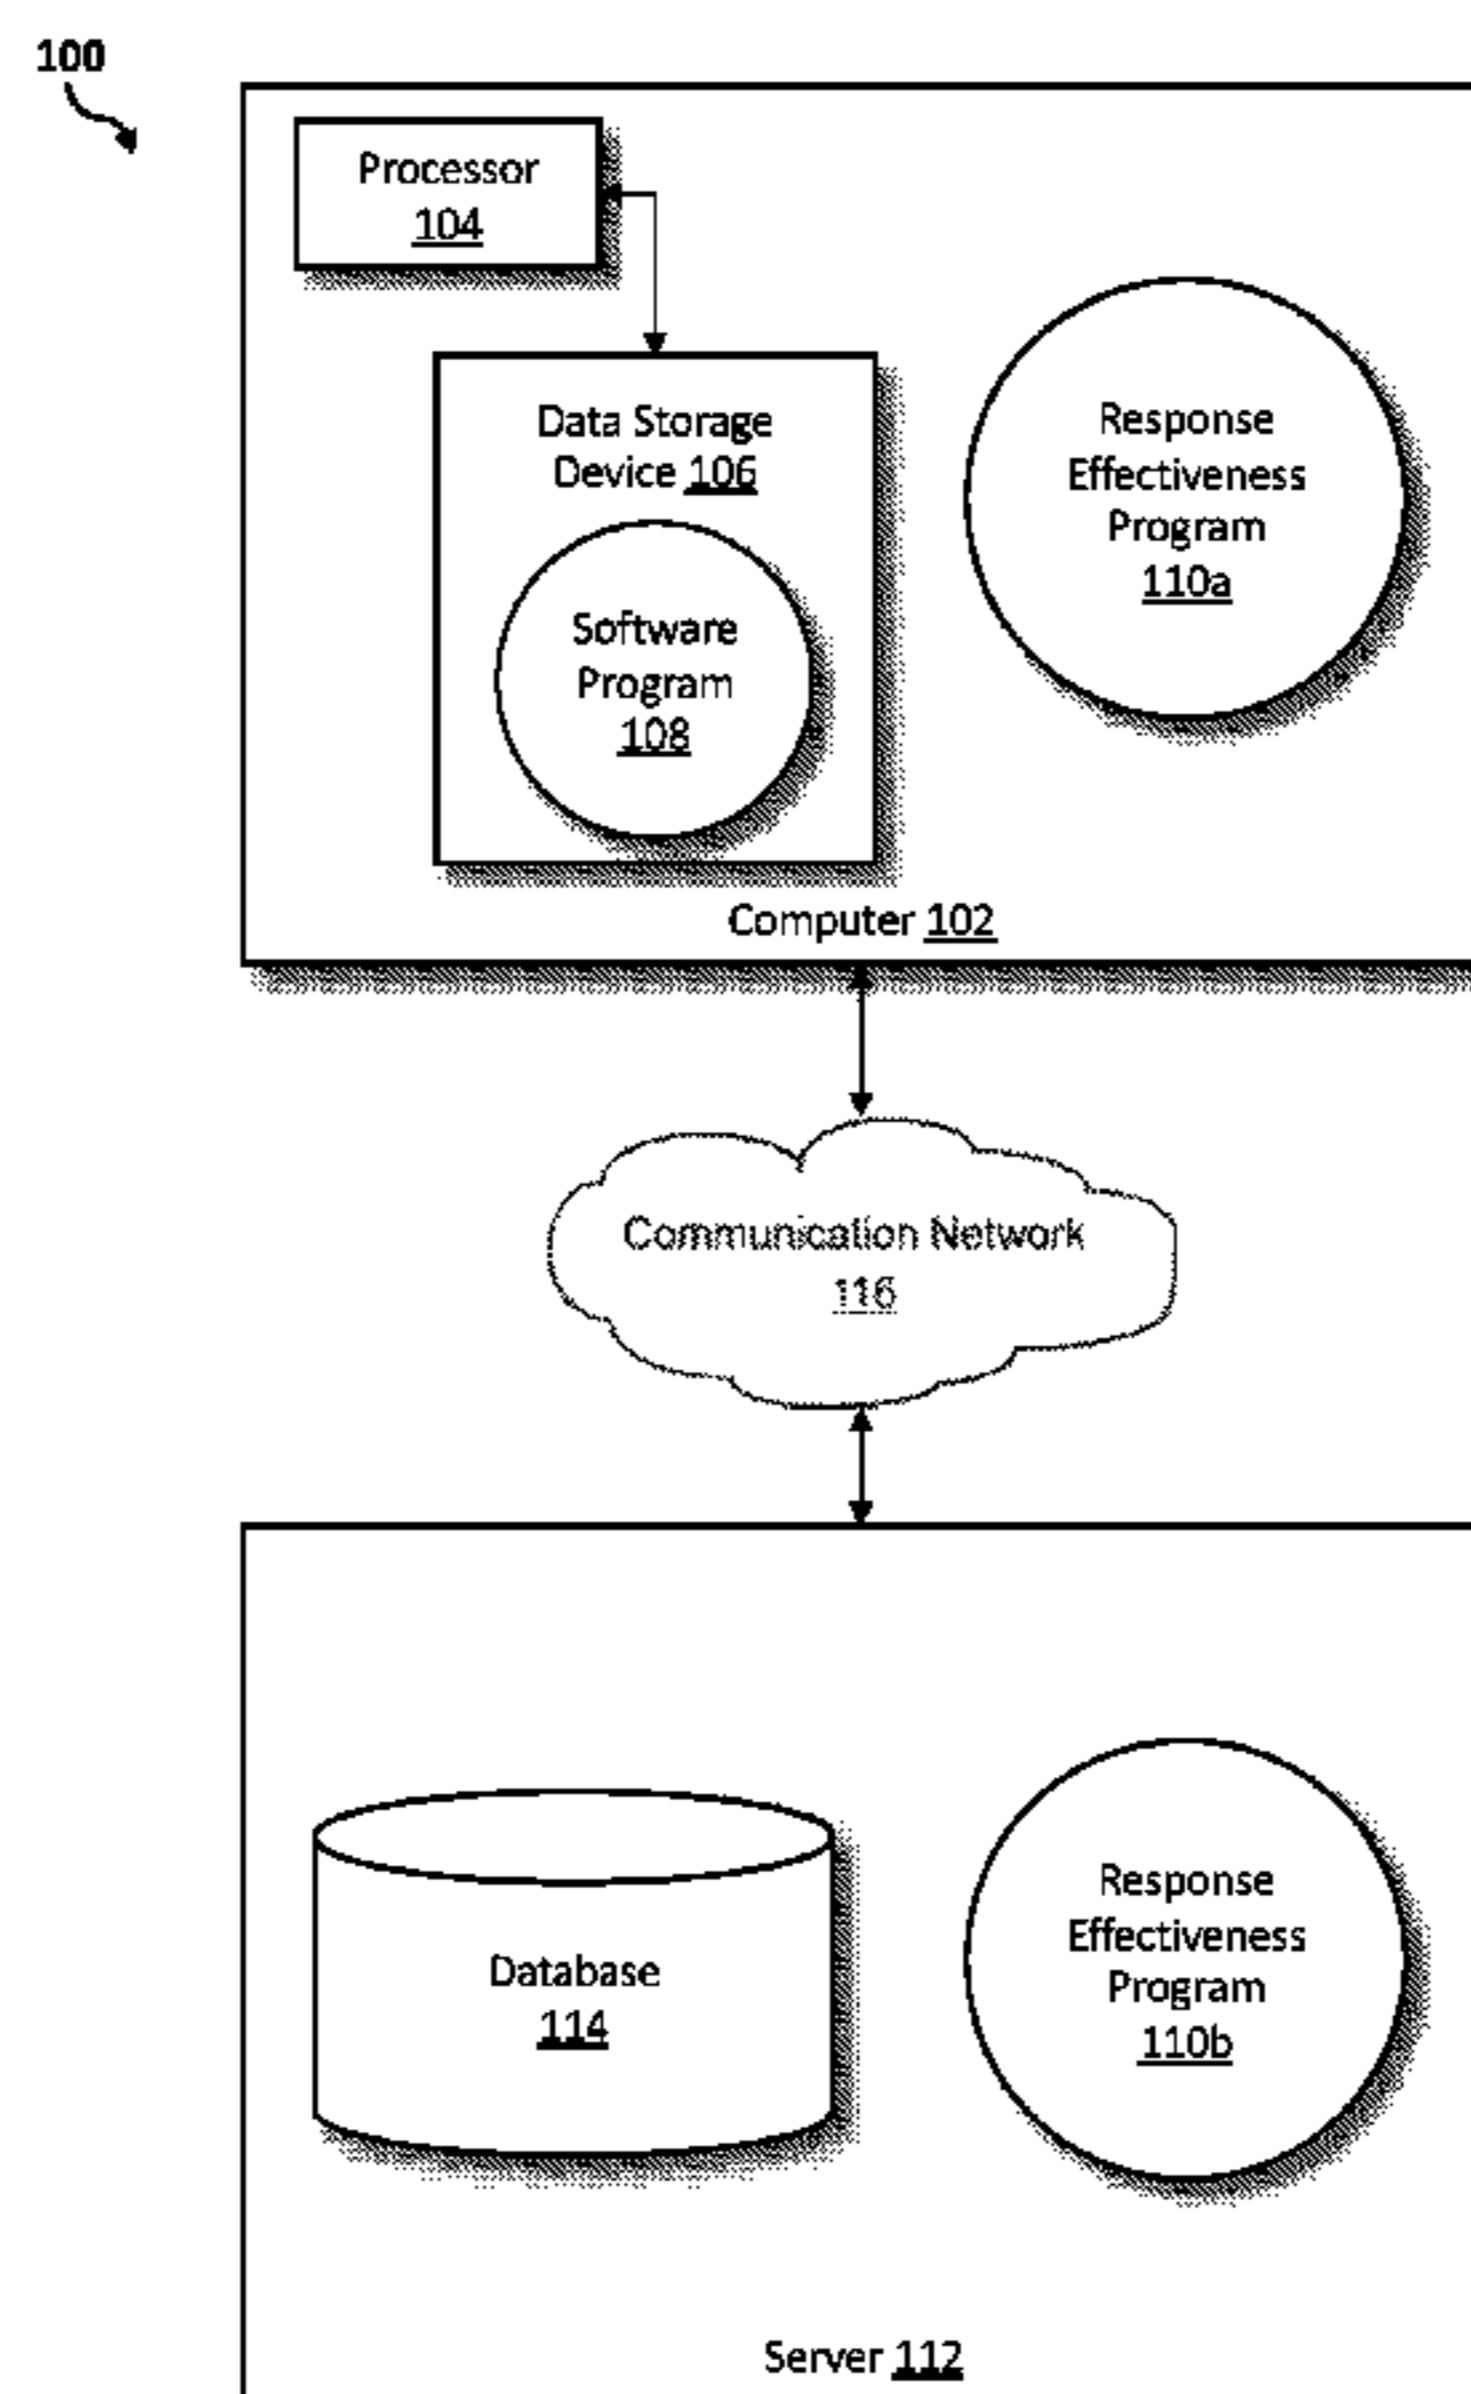 100
Processor
104
Data Storage
Device 106
Software
Program
108
Response
Effectiveness
Program
110a
Computer 102
Communication Network
116
Database
114
Response
Effectiveness
Program
110b
Server 112